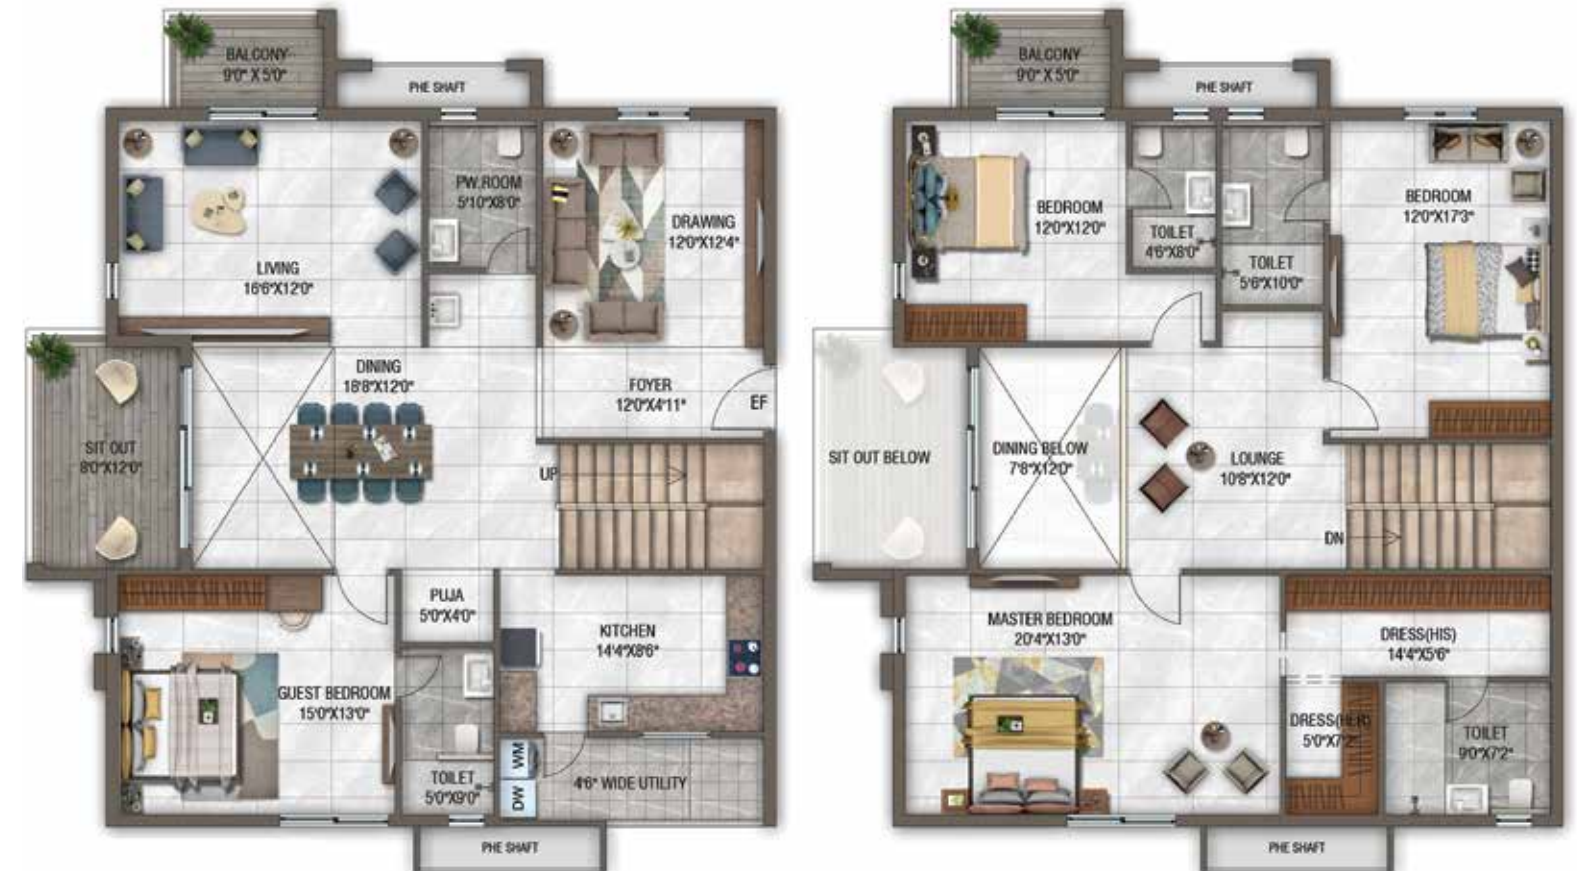 BALCONY
9'0" X 5'0"
PHE SHAFT
PW.ROOM
5'10"X8'0"
DRAWING
12'0"X12'4"
LIVING
16'6"X12'0"
DINING
18'8"X12'0"
FOYER
12'0"X4'11"
EF
SIT OUT
8'0"X12'0"
UP
PUJA
5'0"X4'0"
KITCHEN
14'4"X8'6"
GUEST BEDROOM
15'0"X13'0"
TOILET
5'0"X9'0"
WM
DW
4'6" WIDE UTILITY
PHE SHAFT
BALCONY
9'0" X 5'0"
PHE SHAFT
BEDROOM
12'0"X12'0"
TOILET
4'6"X8'0"
TOILET
5'6"X10'0"
BEDROOM
12'0"X17'3"
SIT OUT BELOW
DINING BELOW
7'8"X12'0"
LOUNGE
10'8"X12'0"
DN
MASTER BEDROOM
20'4"X13'0"
DRESS(HIS)
14'4"X5'6"
DRESS(HER)
5'0"X7'2"
TOILET
9'0"X7'2"
PHE SHAFT